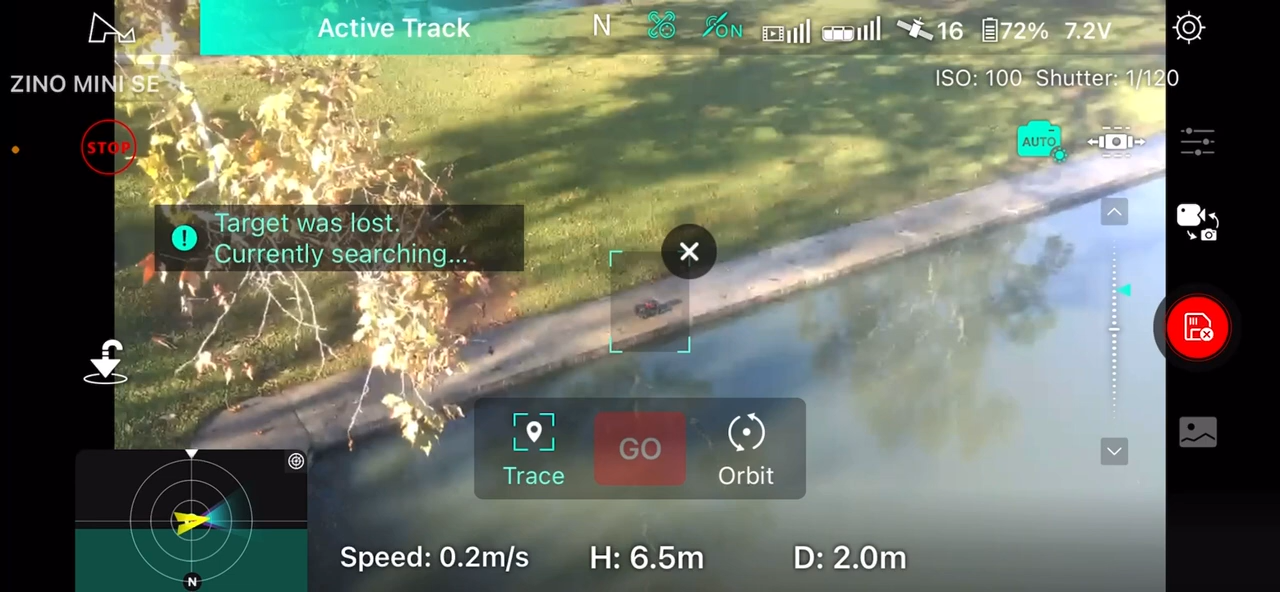 Active Track
N
ON
16
72%
7.2V
ZINO MINI SE
ISO: 100 Shutter: 1/120
STOP
AUTO
Target was lost.
Currently searching...
GO
Trace
Orbit
Speed: 0.2m/s
H: 6.5m
D: 2.0m
N